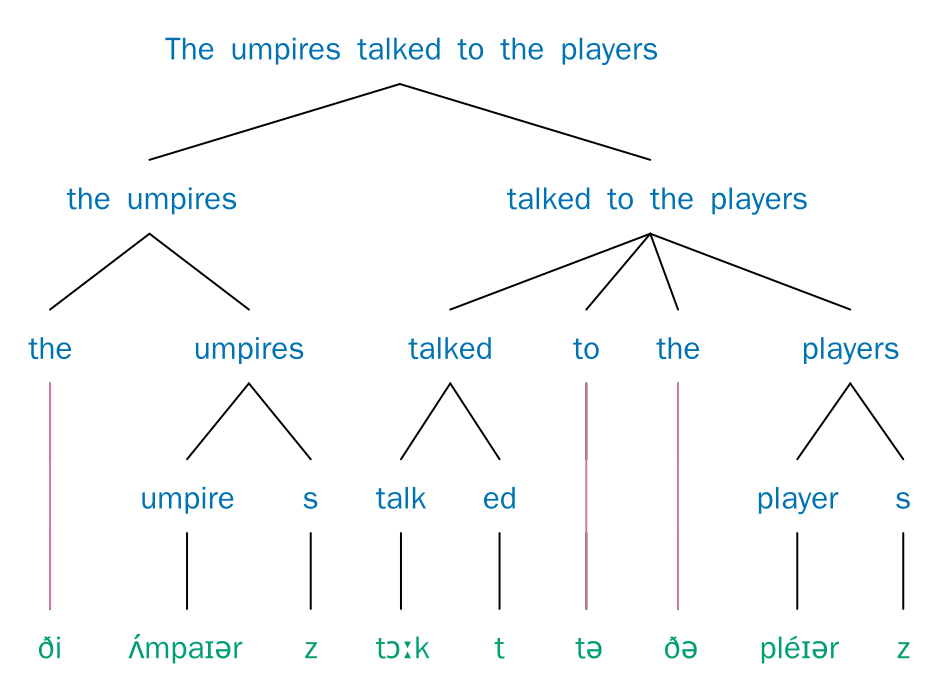 The umpires talked to the players
the umpires talked to the players
the umpires talked to the players
umpire s talk ed player s
ði ʌ́mpaɪər z tɔːk t tə ðə pléɪər z